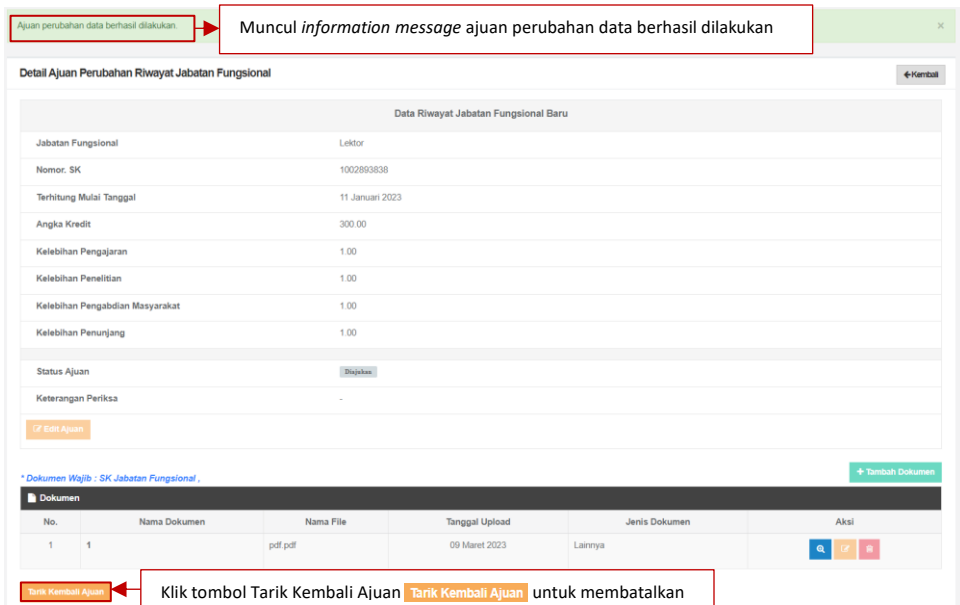 Ajuan perubahan data berhasil dilakukan.
Muncul information message ajuan perubahan data berhasil dilakukan
×
Detail Ajuan Perubahan Riwayat Jabatan Fungsional
Kembali
Data Riwayat Jabatan Fungsional Baru
Jabatan Fungsional Lektor
Nomor. SK 1002893838
Terhitung Mulai Tanggal 11 Januari 2023
Angka Kredit 300.00
Kelebihan Pengajaran 1.00
Kelebihan Penelitian 1.00
Kelebihan Pengabdian Masyarakat 1.00
Kelebihan Penunjang 1.00
Status Ajuan Diajukan
Keterangan Periksa -
Edit Ajuan
* Dokumen Wajib : SK Jabatan Fungsional ,
+ Tambah Dokumen
Dokumen
No. Nama Dokumen Nama File Tanggal Upload Jenis Dokumen Aksi
1 1 pdf.pdf 09 Maret 2023 Lainnya
Tarik Kembali Ajuan
Klik tombol Tarik Kembali Ajuan Tarik Kembali Ajuan untuk membatalkan